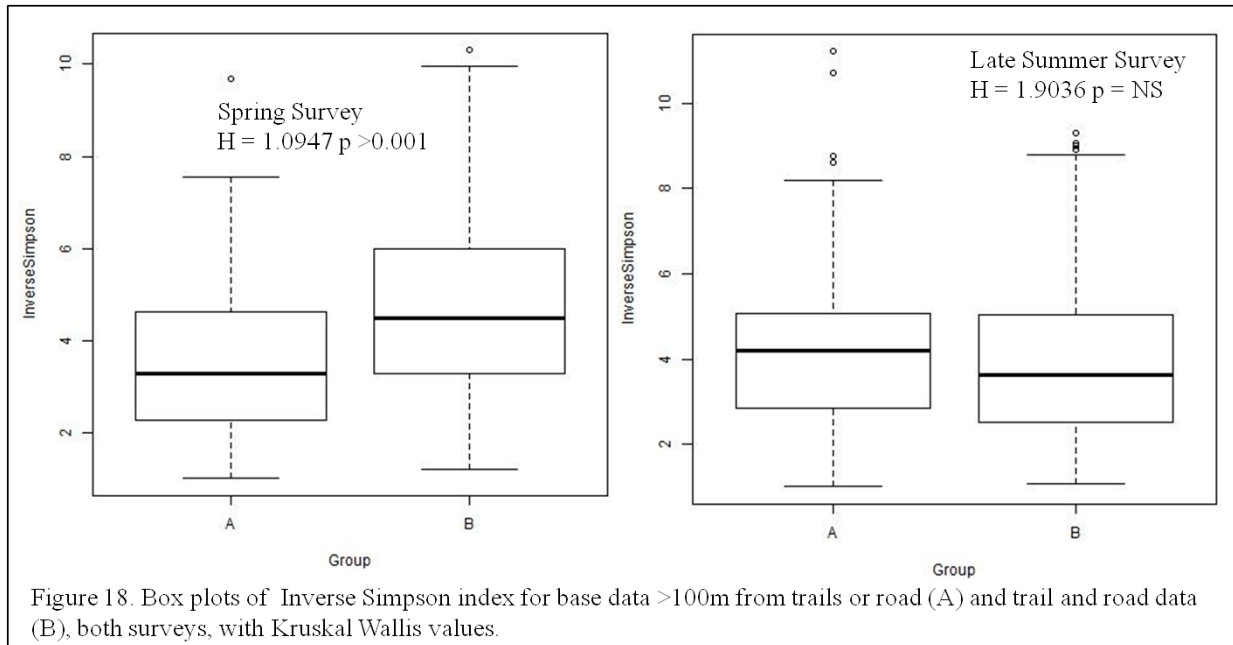 Spring Survey
H = 1.0947 p >0.001
InverseSimpson
10
8
6
4
2
A
B
Group
Late Summer Survey
H = 1.9036 p = NS
InverseSimpson
10
8
6
4
2
A
B
Group
Figure 18. Box plots of Inverse Simpson index for base data >100m from trails or road (A) and trail and road data
(B), both surveys, with Kruskal Wallis values.